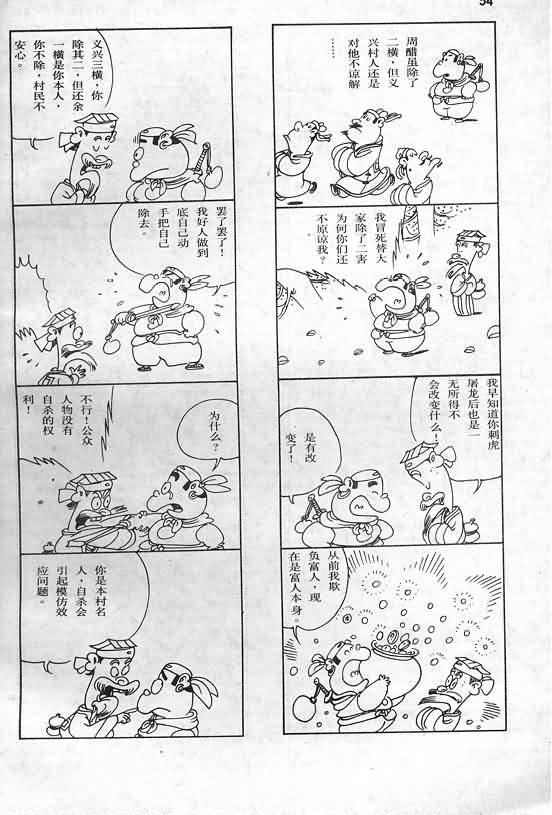 54
周醋虽除了
二横，但义
兴村人还是
对他不谅解
……
我冒死替大
家除了二害
为何你们还
不原谅我？
我早知道你刺虎
屠龙后也是一
无所得不
会改变什么！
是有改
变了！
从前我欺
负富人，现
在是富人本身。
义兴三横，你
除其二，但还余
一横是你本人，
你不除，村民不
安心。
罢了罢了！
我好人做到
底自己动
手把自己
除去。
为什么？
不行！公众
人物没有
自杀的权
利！
你是本村名
人，自杀会
引起模仿效
应问题。